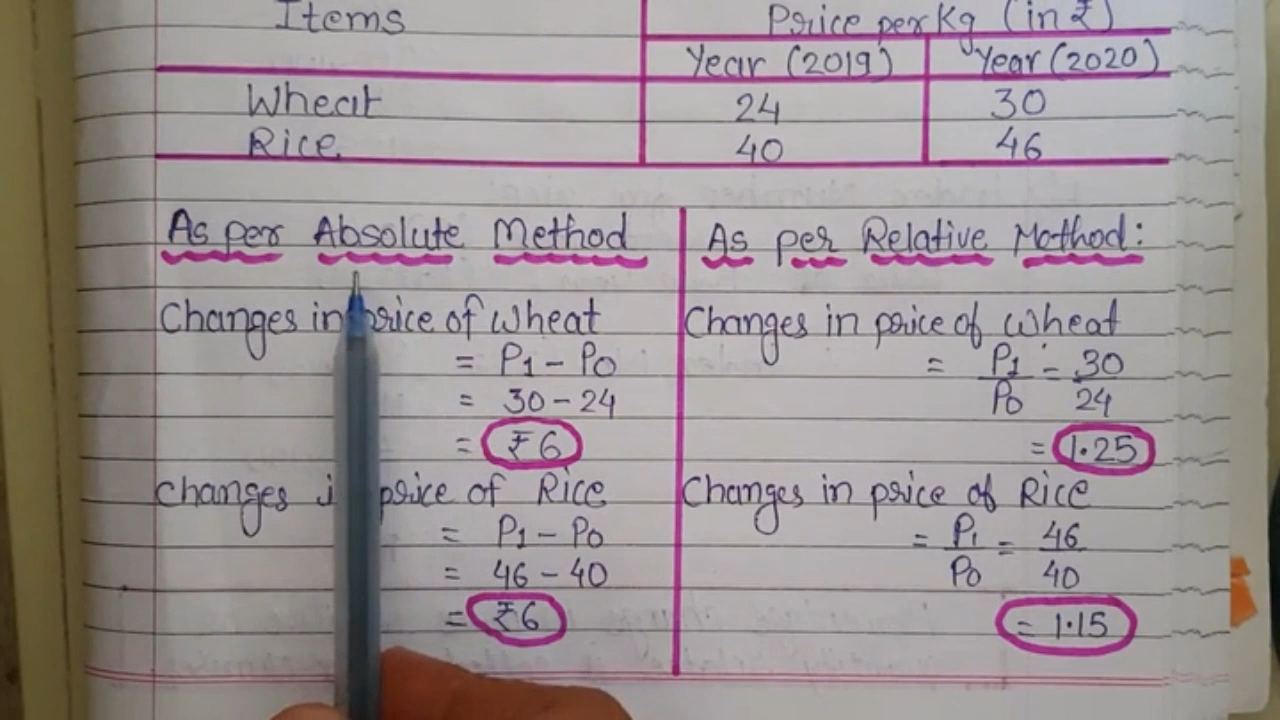 Items Price per Kg (in ₹)
Year (2019) Year (2020)
Wheat 24 30
Rice 40 46
As per Absolute Method
Changes in price of wheat
= P1 - P0
= 30 - 24
= ₹6
Changes i price of Rice
= P1 - P0
= 46 - 40
= ₹6
As per Relative Method:
Changes in price of wheat
= P1/P0 = 30/24
= 1.25
Changes in price of Rice
= P1/P0 = 46/40
= 1.15